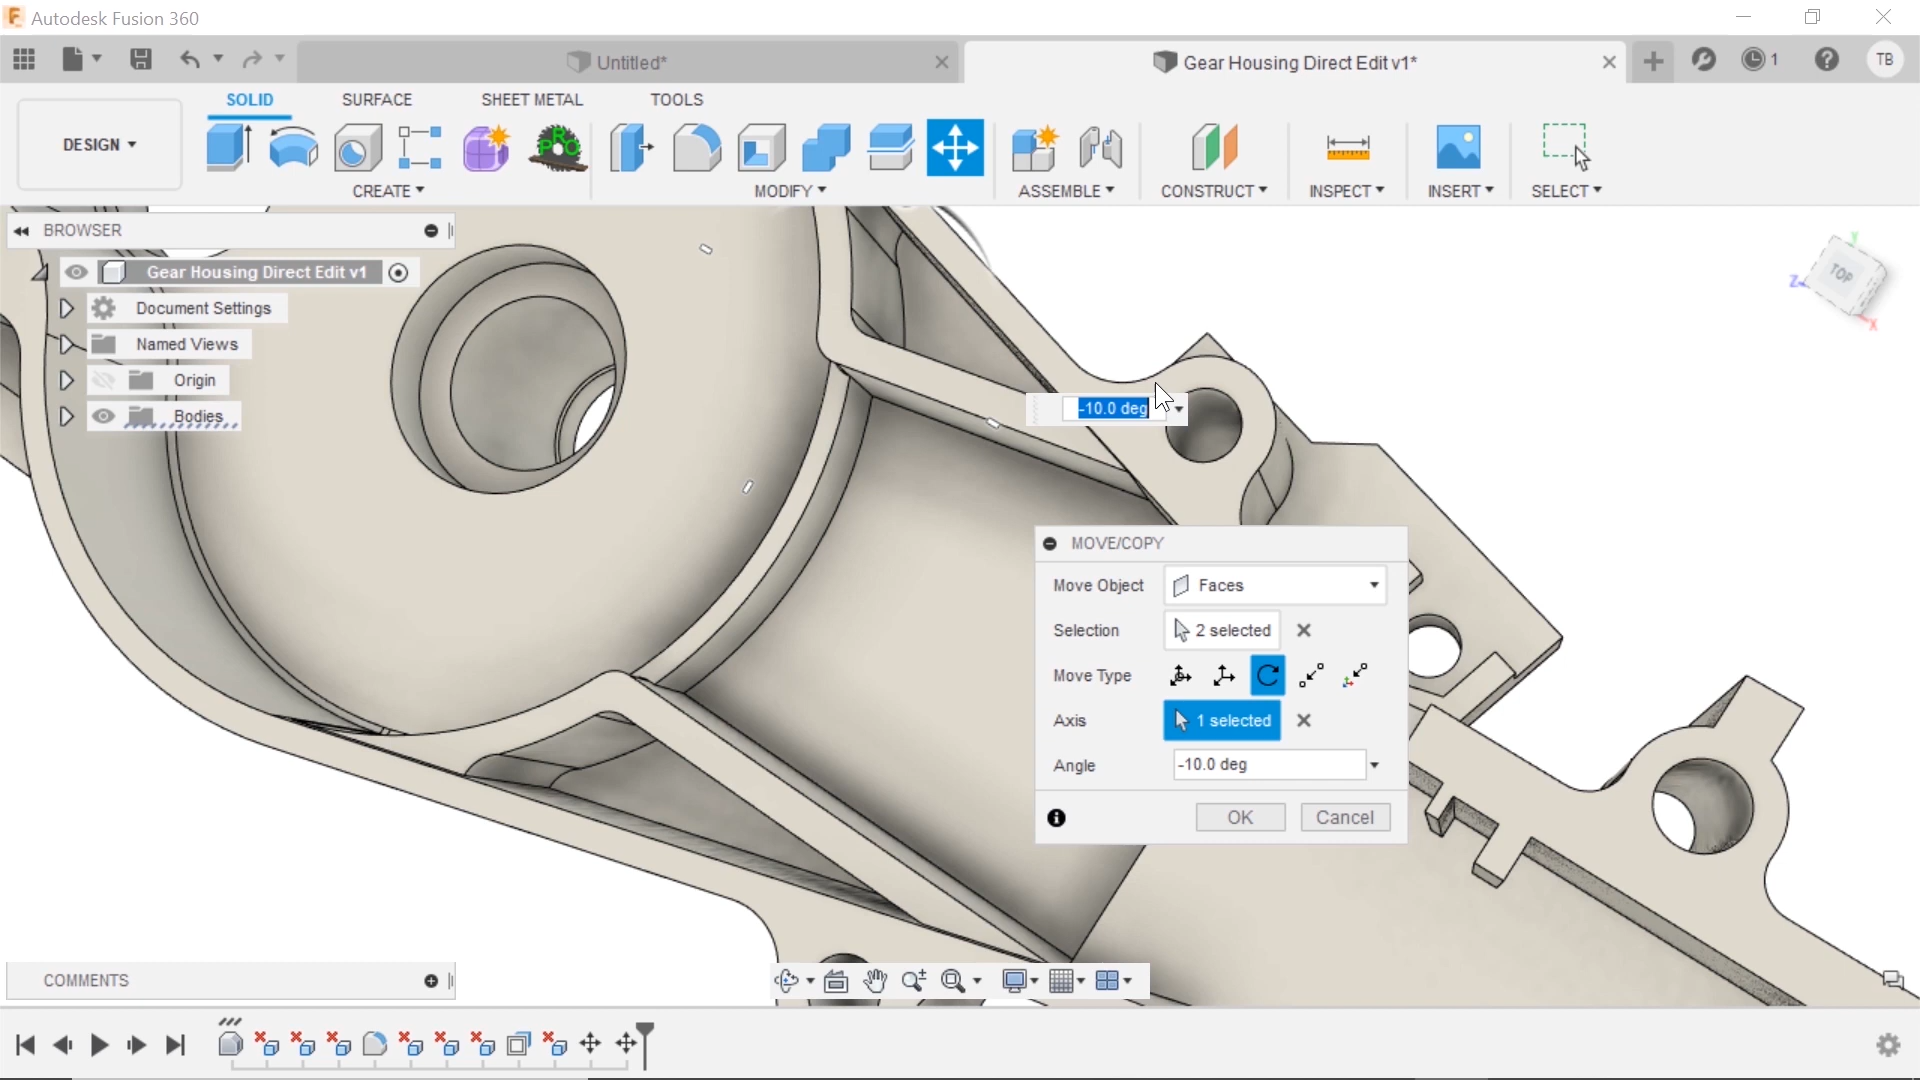 Autodesk Fusion 360
Untitled*
Gear Housing Direct Edit v1*
1
TB
DESIGN
SOLID
SURFACE
SHEET METAL
TOOLS
PRO
CREATE
MODIFY
ASSEMBLE
CONSTRUCT
INSPECT
INSERT
SELECT
BROWSER
Gear Housing Direct Edit v1
Document Settings
Named Views
Origin
Bodies
TOP
Y
Z
X
-10.0 deg
MOVE/COPY
Move Object
Faces
Selection
2 selected
Move Type
Axis
1 selected
Angle
-10.0 deg
OK
Cancel
COMMENTS